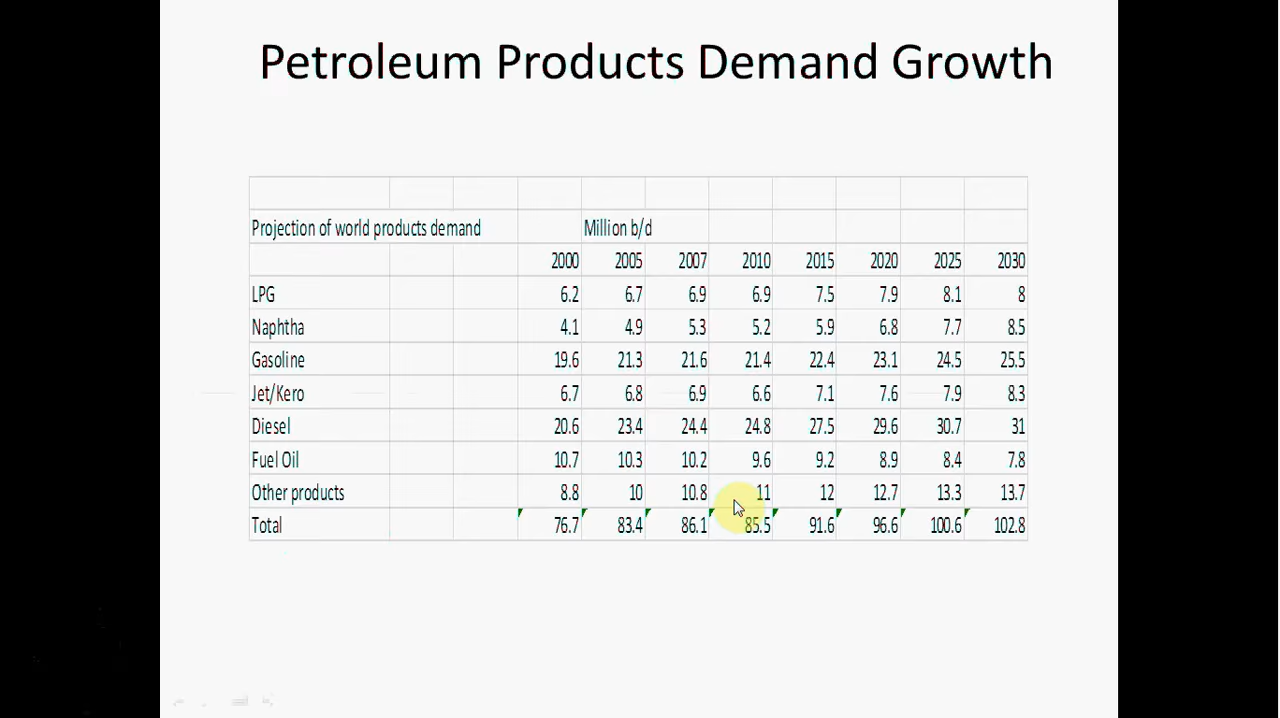 Petroleum Products Demand Growth
Projection of world products demand Million b/d
2000 2005 2007 2010 2015 2020 2025 2030
LPG 6.2 6.7 6.9 6.9 7.5 7.9 8.1 8
Naphtha 4.1 4.9 5.3 5.2 5.9 6.8 7.7 8.5
Gasoline 19.6 21.3 21.6 21.4 22.4 23.1 24.5 25.5
Jet/Kero 6.7 6.8 6.9 6.6 7.1 7.6 7.9 8.3
Diesel 20.6 23.4 24.4 24.8 27.5 29.6 30.7 31
Fuel Oil 10.7 10.3 10.2 9.6 9.2 8.9 8.4 7.8
Other products 8.8 10 10.8 11 12 12.7 13.3 13.7
Total 76.7 83.4 86.1 85.5 91.6 96.6 100.6 102.8